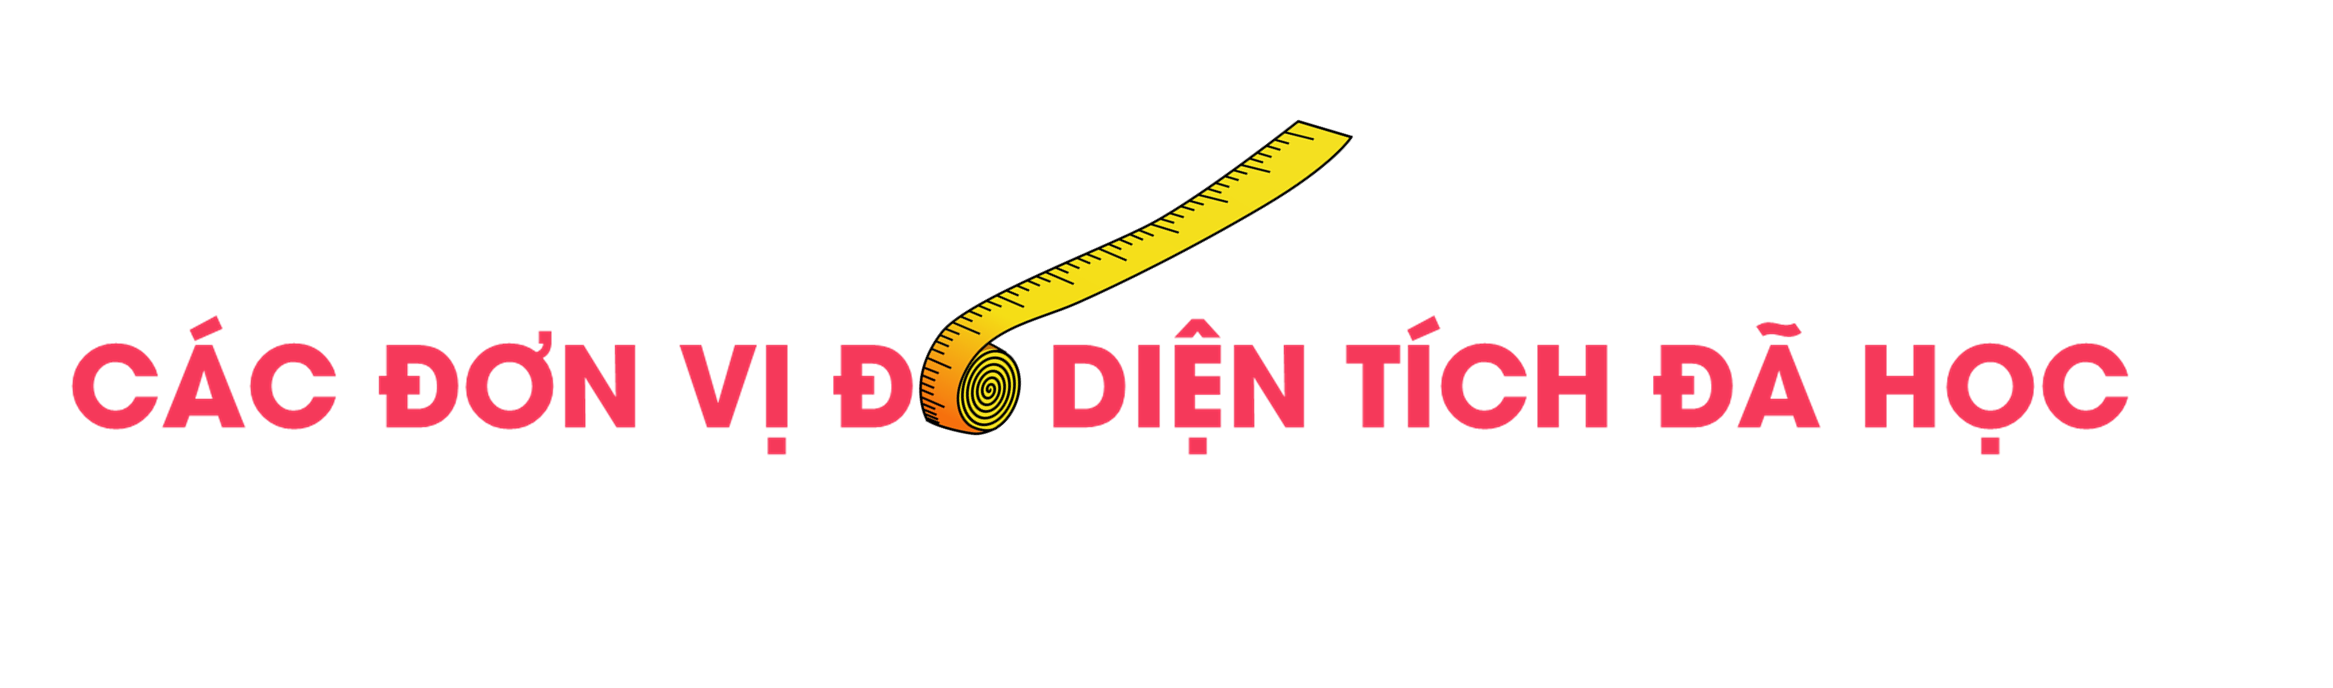 CÁC ĐƠN VỊ ĐO DIỆN TÍCH ĐÃ HỌC